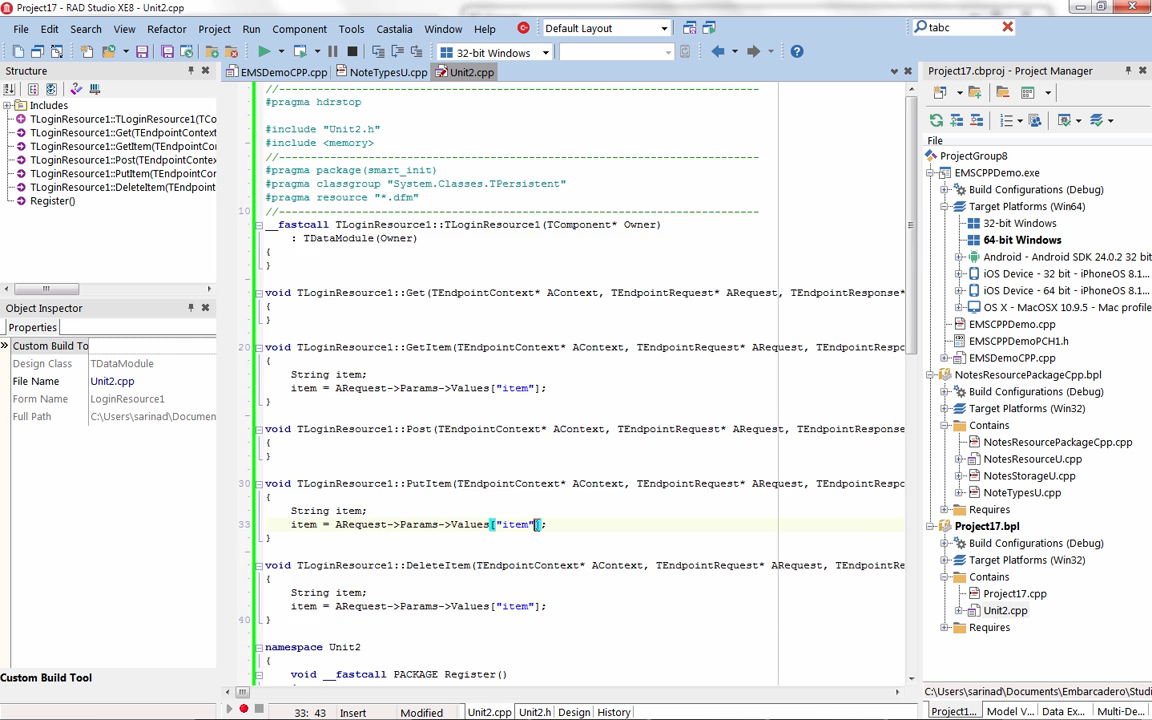 Project17 - RAD Studio XE8 - Unit2.cpp
File Edit Search View Refactor Project Run Component Tools Castalia Window Help
Default Layout
tabc
32-bit Windows
Structure
EMSDemoCPP.cpp NoteTypesU.cpp Unit2.cpp
Project17.cbproj - Project Manager
Includes
TLoginResource1::TLoginResource1(TCo
TLoginResource1::Get(TEndpointContext
TLoginResource1::GetItem(TEndpointCo
TLoginResource1::Post(TEndpointContex
TLoginResource1::PutItem(TEndpointCo
TLoginResource1::DeleteItem(TEndpoint
Register()
Object Inspector
Properties
Custom Build To
Design Class TDataModule
File Name Unit2.cpp
Form Name LoginResource1
Full Path C:\Users\sarinad\Documen
Custom Build Tool
//---------------------------------------------------------------------------
#pragma hdrstop
#include "Unit2.h"
#include <memory>
//---------------------------------------------------------------------------
#pragma package(smart_init)
#pragma classgroup "System.Classes.TPersistent"
#pragma resource "*.dfm"
10 //---------------------------------------------------------------------------
__fastcall TLoginResource1::TLoginResource1(TComponent* Owner)
: TDataModule(Owner)
{
}
void TLoginResource1::Get(TEndpointContext* AContext, TEndpointRequest* ARequest, TEndpointResponse*
{
}
20 void TLoginResource1::GetItem(TEndpointContext* AContext, TEndpointRequest* ARequest, TEndpointRespo
{
String item;
item = ARequest->Params->Values["item"];
}
void TLoginResource1::Post(TEndpointContext* AContext, TEndpointRequest* ARequest, TEndpointResponse
{
}
30 void TLoginResource1::PutItem(TEndpointContext* AContext, TEndpointRequest* ARequest, TEndpointRespo
{
String item;
33 item = ARequest->Params->Values["item"];
}
void TLoginResource1::DeleteItem(TEndpointContext* AContext, TEndpointRequest* ARequest, TEndpointRe
{
String item;
item = ARequest->Params->Values["item"];
40 }
namespace Unit2
{
void __fastcall PACKAGE Register()
33: 43 Insert Modified Unit2.cpp Unit2.h Design History
File
ProjectGroup8
EMSCPPDemo.exe
Build Configurations (Debug)
Target Platforms (Win64)
32-bit Windows
64-bit Windows
Android - Android SDK 24.0.2 32 bit
iOS Device - 32 bit - iPhoneOS 8.1...
iOS Device - 64 bit - iPhoneOS 8.1...
OS X - MacOSX 10.9.5 - Mac profile
EMSCPPDemo.cpp
EMSCPPDemoPCH1.h
EMSDemoCPP.cpp
NotesResourcePackageCpp.bpl
Build Configurations (Debug)
Target Platforms (Win32)
Contains
NotesResourcePackageCpp.cpp
NotesResourceU.cpp
NotesStorageU.cpp
NoteTypesU.cpp
Requires
Project17.bpl
Build Configurations (Debug)
Target Platforms (Win32)
Contains
Project17.cpp
Unit2.cpp
Requires
C:\Users\sarinad\Documents\Embarcadero\Studi
Project1... Model V... Data Ex... Multi-De...